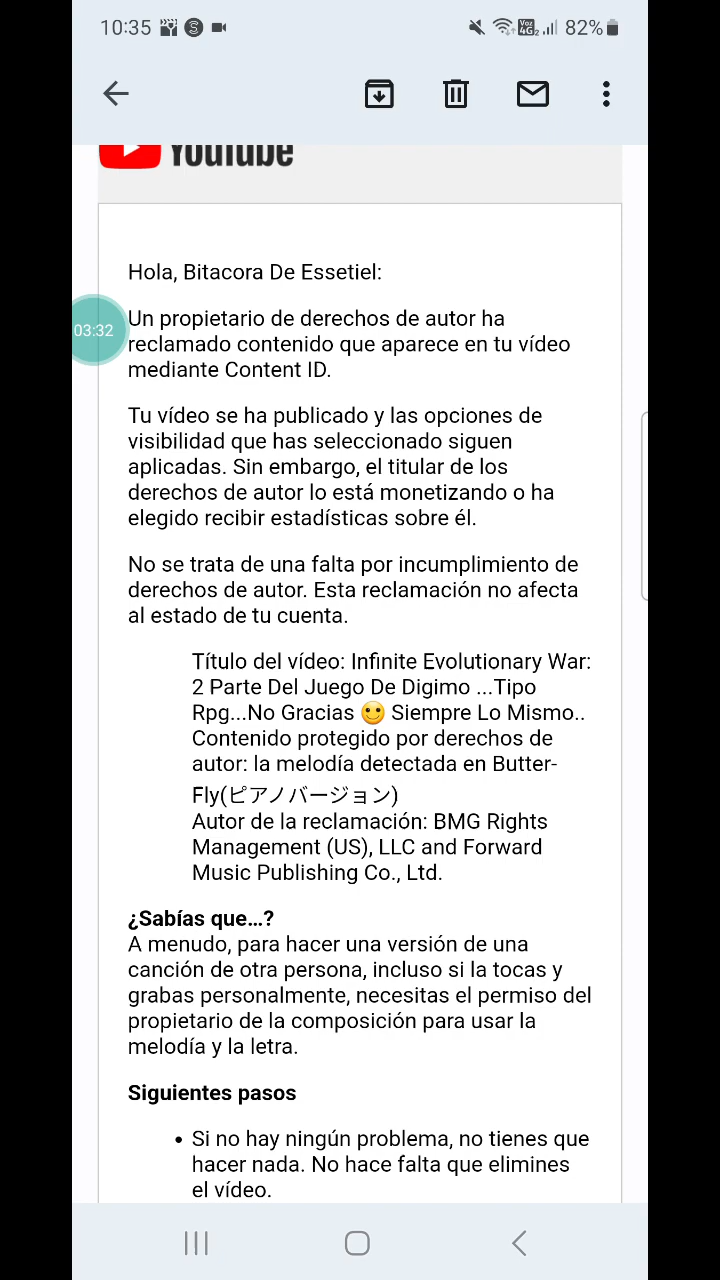 10:35
Voz 4G 2 82%
YouTube
Hola, Bitacora De Essetiel:
Un propietario de derechos de autor ha
03:32
reclamado contenido que aparece en tu vídeo
mediante Content ID.
Tu vídeo se ha publicado y las opciones de
visibilidad que has seleccionado siguen
aplicadas. Sin embargo, el titular de los
derechos de autor lo está monetizando o ha
elegido recibir estadísticas sobre él.
No se trata de una falta por incumplimiento de
derechos de autor. Esta reclamación no afecta
al estado de tu cuenta.
Título del vídeo: Infinite Evolutionary War:
2 Parte Del Juego De Digimo ...Tipo
Rpg...No Gracias 🙂 Siempre Lo Mismo..
Contenido protegido por derechos de
autor: la melodía detectada en Butter-
Fly(ピアノバージョン)
Autor de la reclamación: BMG Rights
Management (US), LLC and Forward
Music Publishing Co., Ltd.
¿Sabías que…?
A menudo, para hacer una versión de una
canción de otra persona, incluso si la tocas y
grabas personalmente, necesitas el permiso del
propietario de la composición para usar la
melodía y la letra.
Siguientes pasos
• Si no hay ningún problema, no tienes que
hacer nada. No hace falta que elimines
el vídeo.